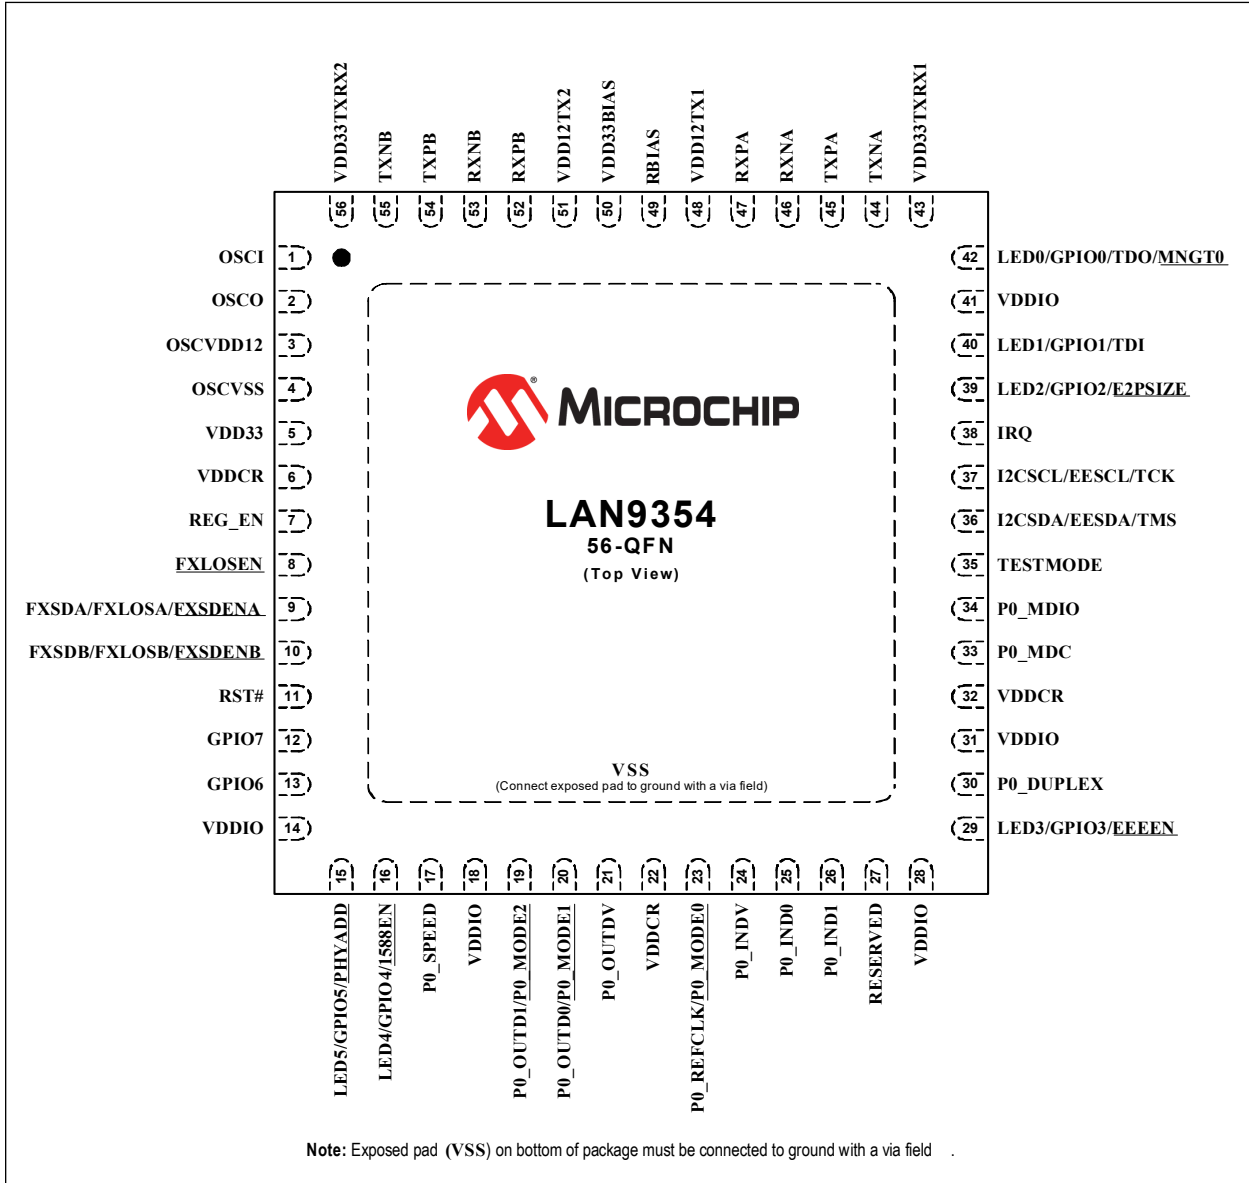 VDD33TXRX2
TXNB
TXPB
RXNB
RXPB
VDD12TX2
VDD33BIAS
RBIAS
VDD12TX1
RXPA
RXNA
TXPA
TXNA
VDD33TXRX1
56
55
54
53
52
51
50
49
48
47
46
45
44
43
OSCI 1
OSCO 2
OSCVDD12 3
OSCVSS 4
VDD33 5
VDDCR 6
REG_EN 7
FXLOSEN 8
FXSDA/FXLOSA/FXSDENA 9
FXSDB/FXLOSB/FXSDENB 10
RST# 11
GPIO7 12
GPIO6 13
VDDIO 14
MICROCHIP
®
LAN9354
56-QFN
(Top View)
VSS
(Connect exposed pad to ground with a via field)
42 LED0/GPIO0/TDO/MNGT0
41 VDDIO
40 LED1/GPIO1/TDI
39 LED2/GPIO2/E2PSIZE
38 IRQ
37 I2CSCL/EESCL/TCK
36 I2CSDA/EESDA/TMS
35 TESTMODE
34 P0_MDIO
33 P0_MDC
32 VDDCR
31 VDDIO
30 P0_DUPLEX
29 LED3/GPIO3/EEEEN
15
16
17
18
19
20
21
22
23
24
25
26
27
28
LED5/GPIO5/PHYADD
LED4/GPIO4/1588EN
P0_SPEED
VDDIO
P0_OUTD1/P0_MODE2
P0_OUTD0/P0_MODE1
P0_OUTDV
VDDCR
P0_REFCLK/P0_MODE0
P0_INDV
P0_IND0
P0_IND1
RESERVED
VDDIO
Note: Exposed pad (VSS) on bottom of package must be connected to ground with a via field .